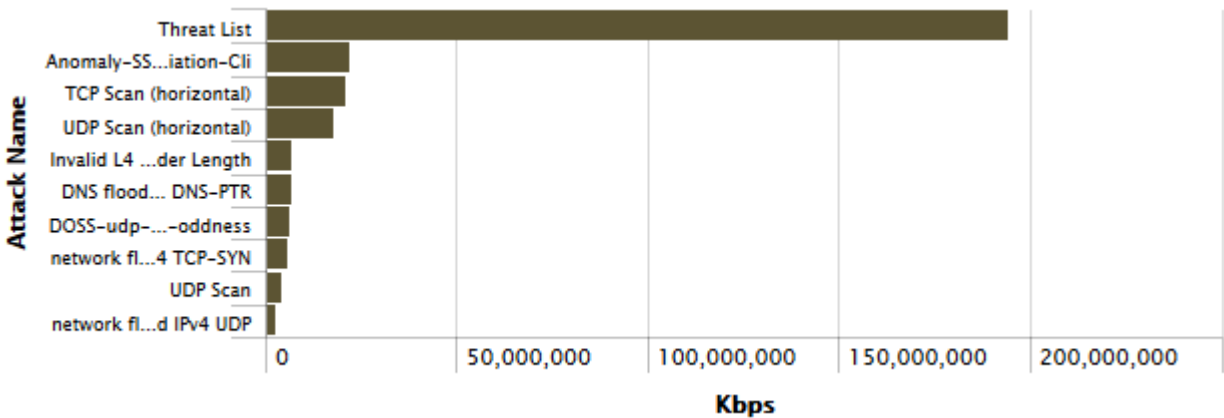 Attack Name
Threat List
Anomaly-SS...iation-Cli
TCP Scan (horizontal)
UDP Scan (horizontal)
Invalid L4 ...der Length
DNS flood... DNS-PTR
DOSS-udp-...-oddness
network fl...4 TCP-SYN
UDP Scan
network fl...d IPv4 UDP
0 50,000,000 100,000,000 150,000,000 200,000,000
Kbps